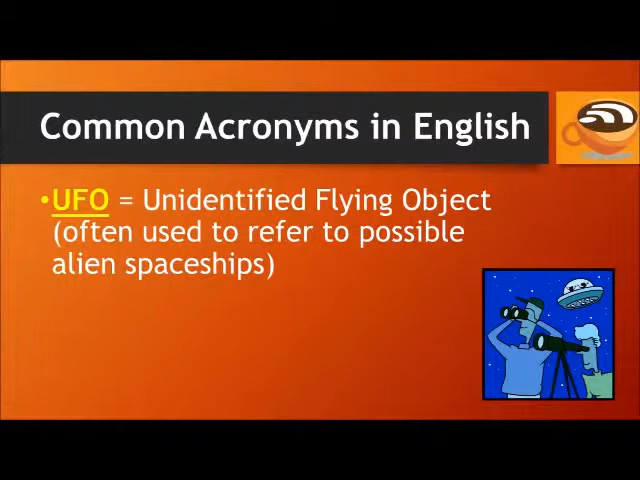 Common Acronyms in English
•UFO = Unidentified Flying Object
(often used to refer to possible
alien spaceships)